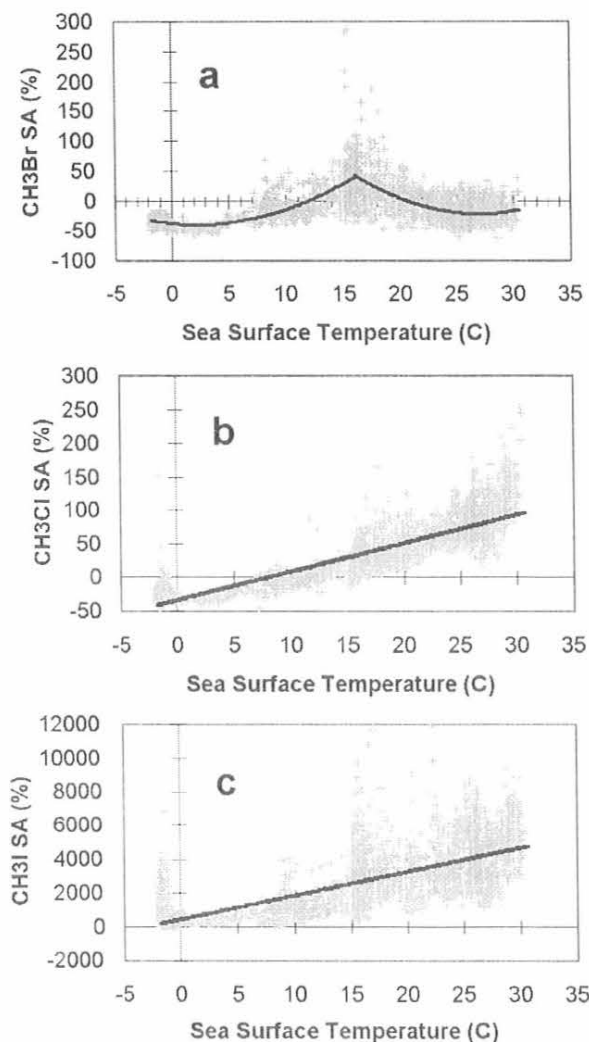 300
250
200
150
100
50
0
-50
-100
CH3Br SA (%)
a
-5 0 5 10 15 20 25 30 35
Sea Surface Temperature (C)
300
250
200
150
100
50
0
-50
CH3Cl SA (%)
b
-5 0 5 10 15 20 25 30 35
Sea Surface Temperature (C)
12000
10000
8000
6000
4000
2000
0
-2000
CH3I SA (%)
c
-5 0 5 10 15 20 25 30 35
Sea Surface Temperature (C)